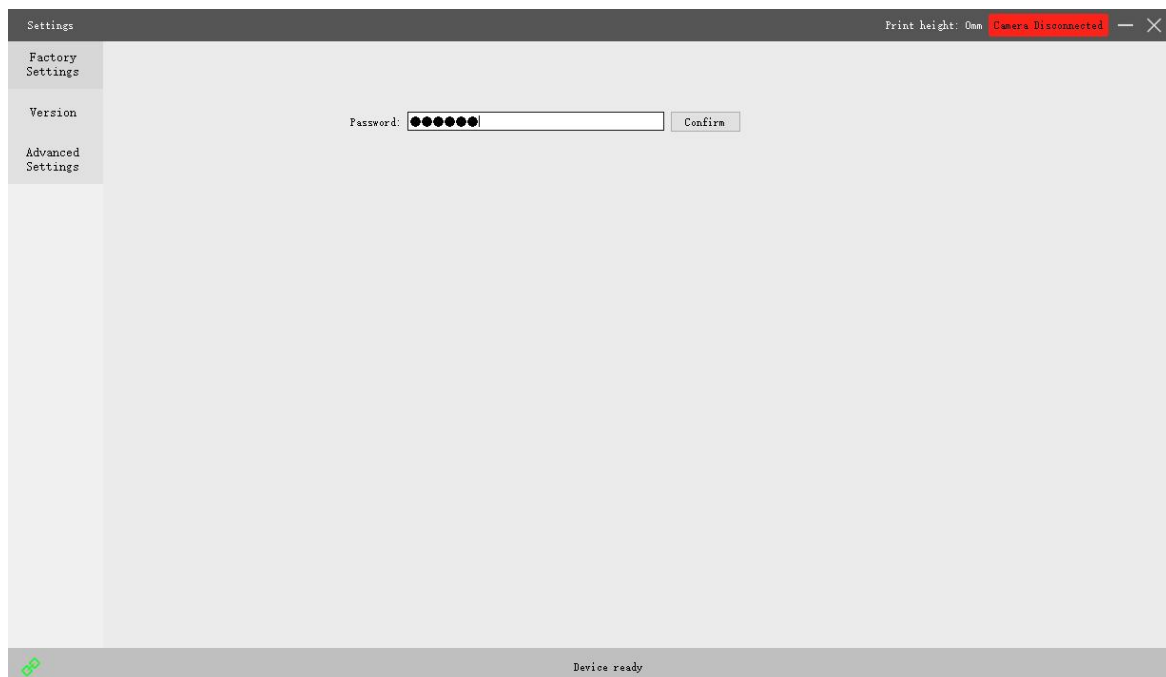 Settings
Print height: 0mm Camera Disconnected
Factory
Settings
Version
Advanced
Settings
Password: ●●●●●● Confirm
Device ready